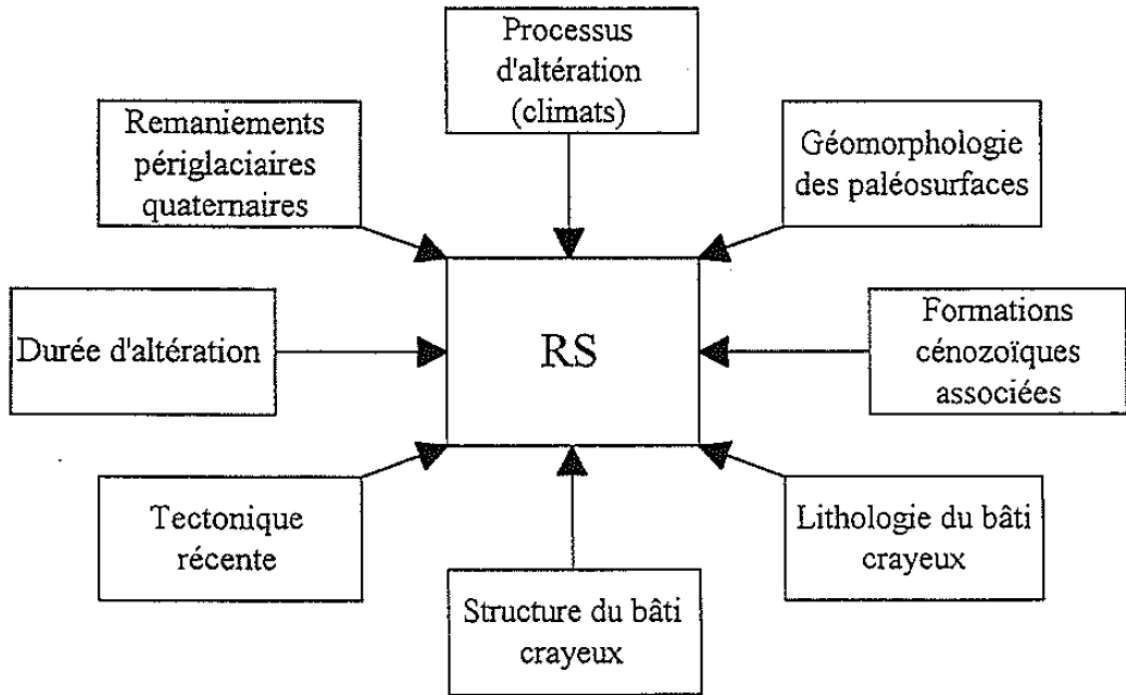 Processus
d'altération
(climats)
Remaniements
périglaciaires
quaternaires
Géomorphologie
des paléosurfaces
Durée d'altération
RS
Formations
cénozoïques
associées
Tectonique
récente
Structure du bâti
crayeux
Lithologie du bâti
crayeux